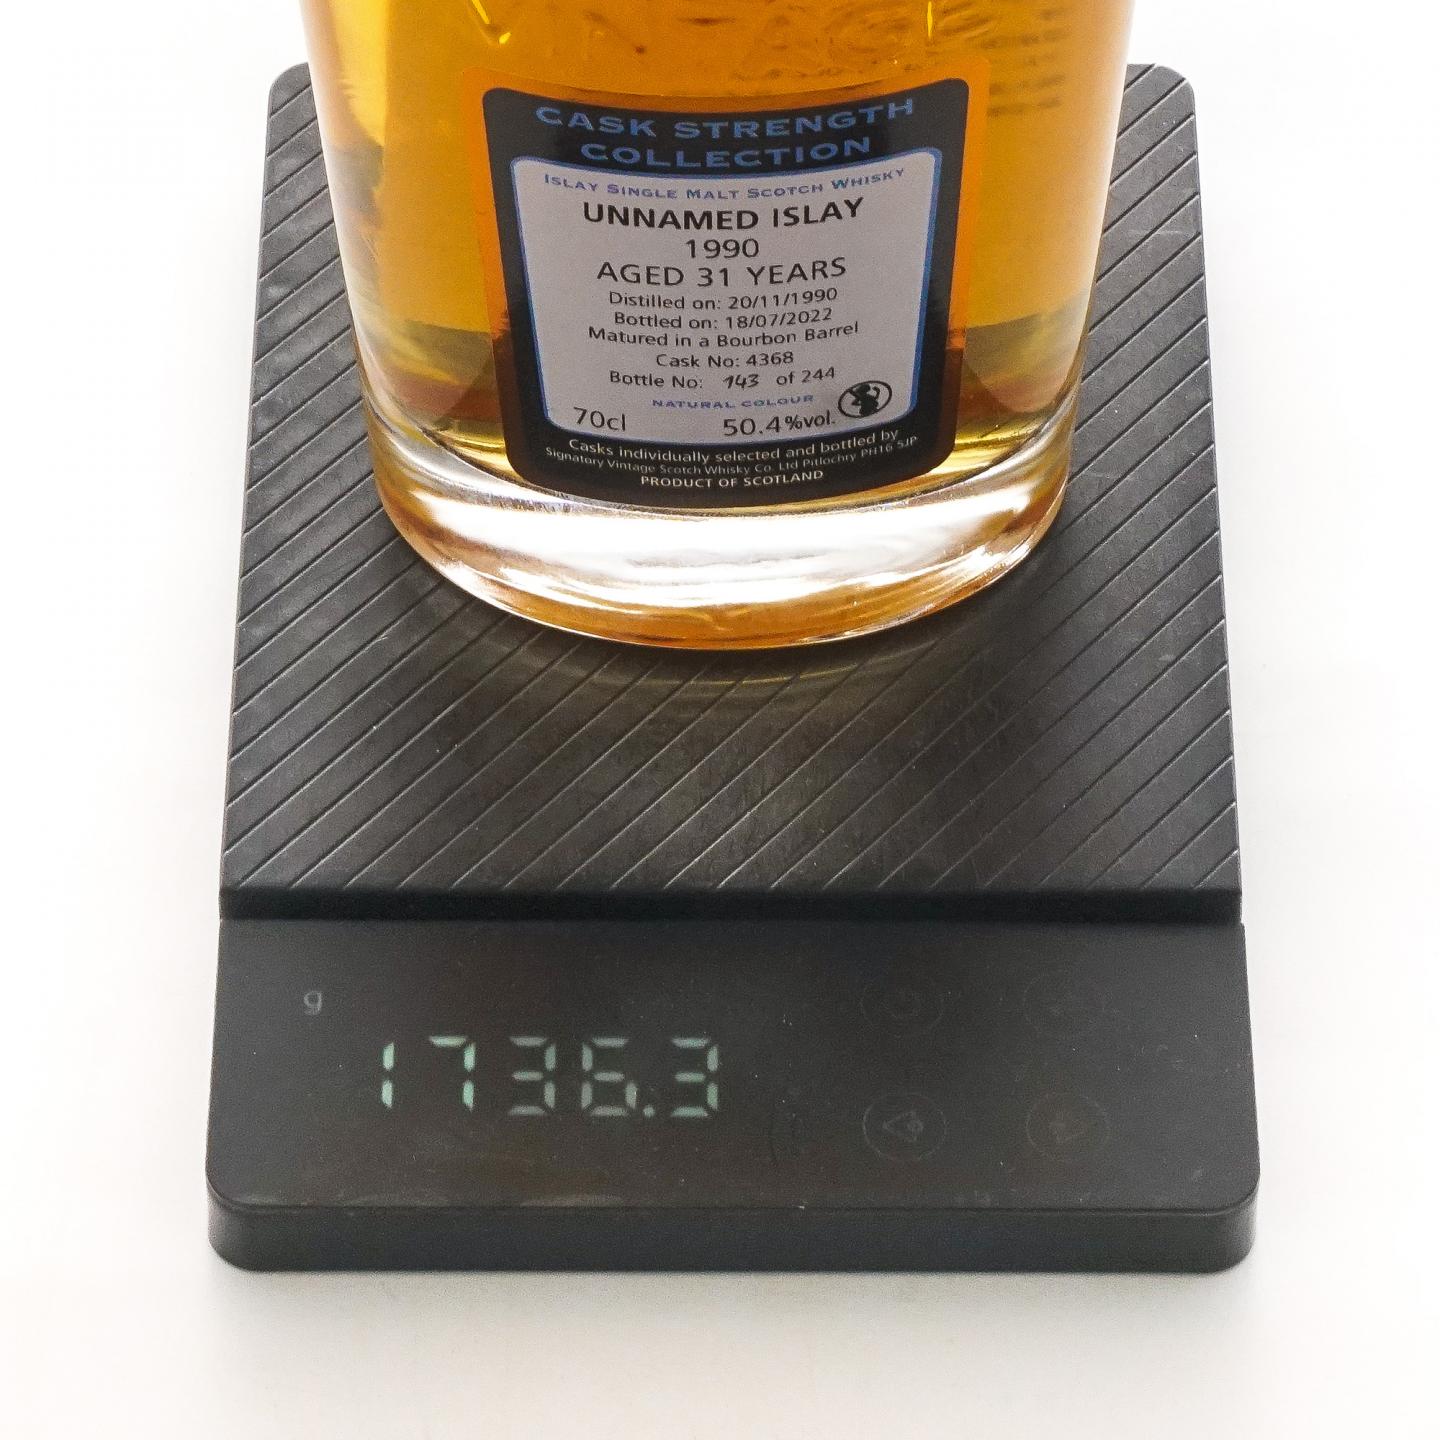 VINTAGE
CASK STRENGTH
COLLECTION
ISLAY SINGLE MALT SCOTCH WHISKY
UNNAMED ISLAY
1990
AGED 31 YEARS
Distilled on: 20/11/1990
Bottled on: 18/07/2022
Matured in a Bourbon Barrel
Cask No: 4368
Bottle No: 143 of 244
NATURAL COLOUR
70cl 50.4%vol.
Casks individually selected and bottled by
Signatory Vintage Scotch Whisky Co. Ltd Pitlochry PH16 5JP
PRODUCT OF SCOTLAND
g
1736.3